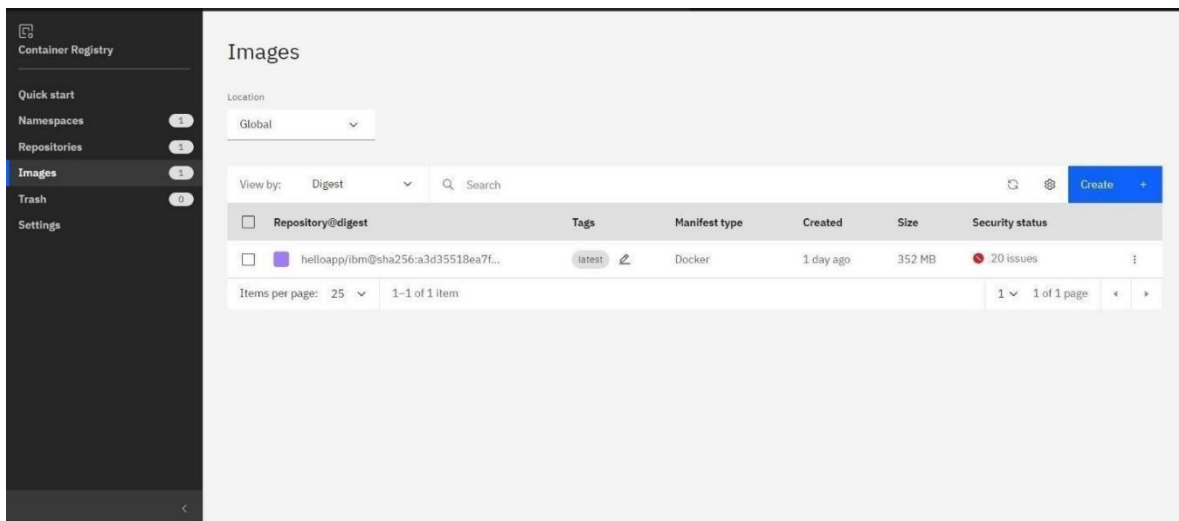 Container Registry
Quick start
Namespaces 1
Repositories 1
Images 1
Trash 0
Settings
Images
Location
Global
View by: Digest Search Create +
Repository@digest Tags Manifest type Created Size Security status
helloapp/ibm@sha256:a3d35518ea7f... latest Docker 1 day ago 352 MB 20 issues
Items per page: 25 1–1 of 1 item 1 1 of 1 page